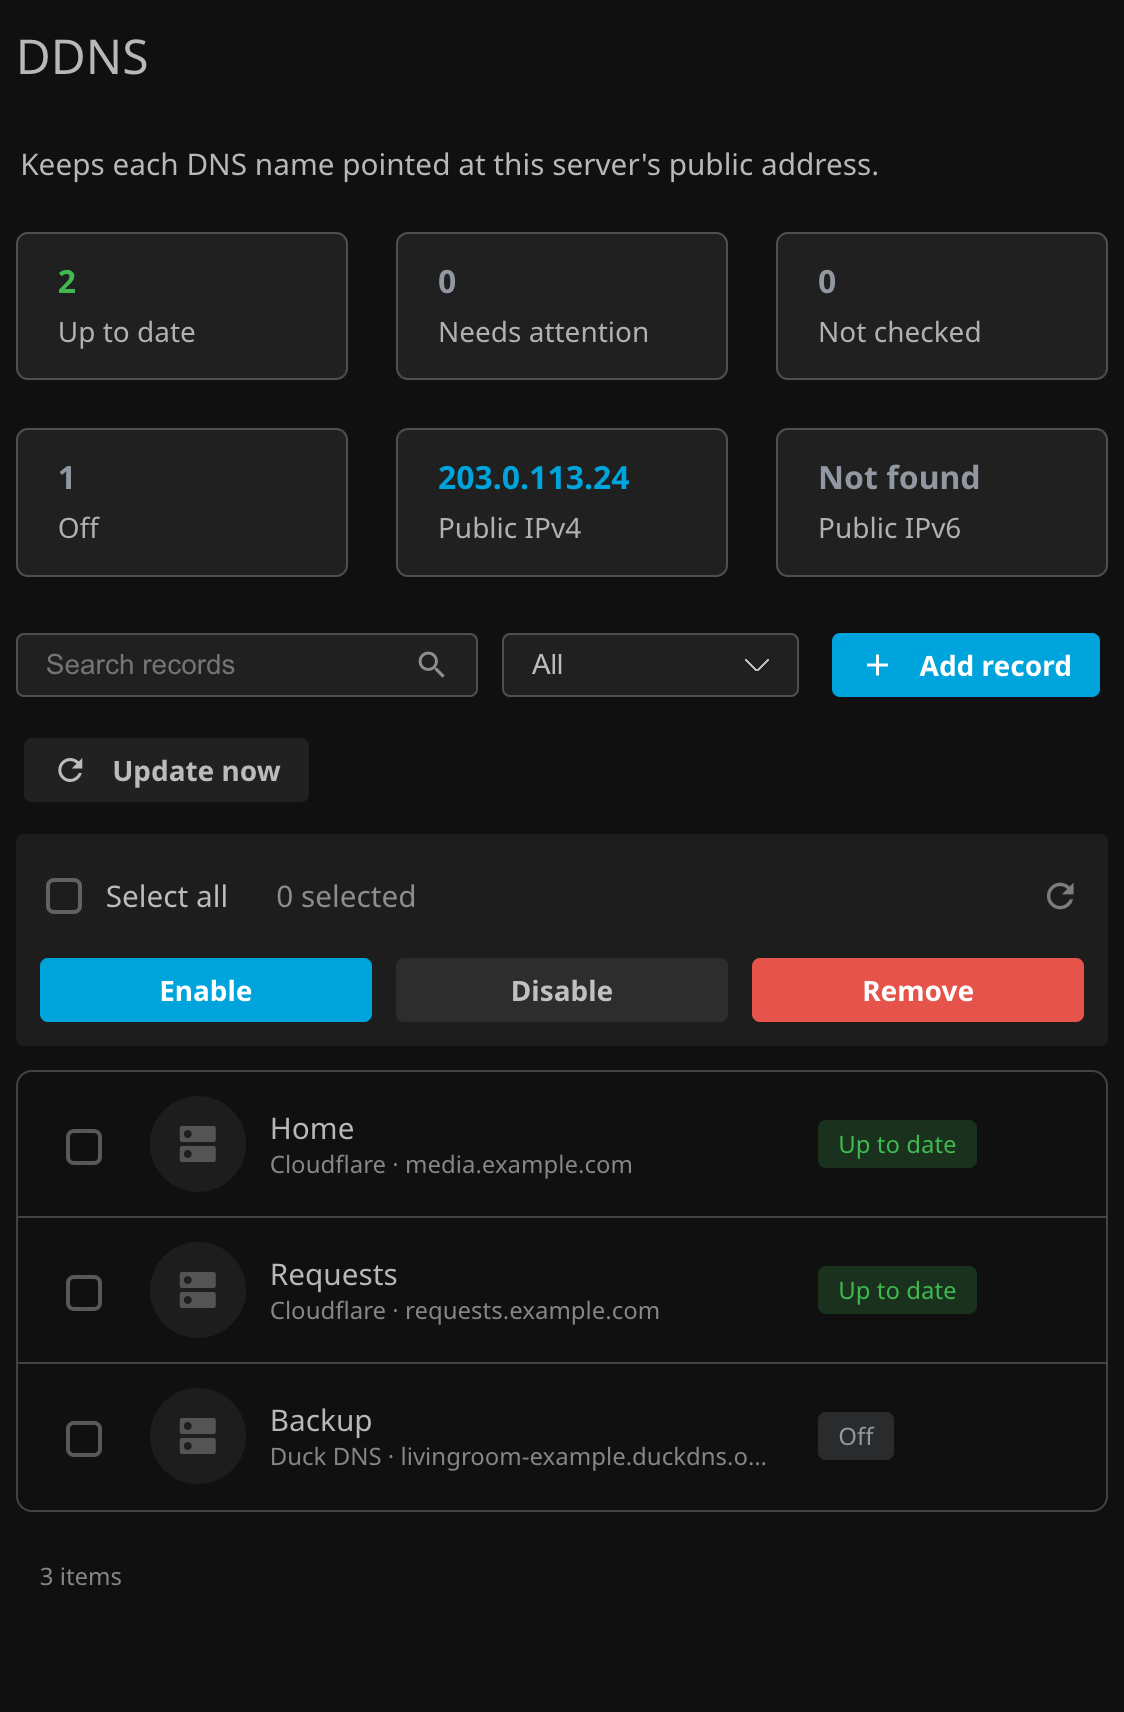 DDNS
Keeps each DNS name pointed at this server's public address.
2
Up to date
0
Needs attention
0
Not checked
1
Off
203.0.113.24
Public IPv4
Not found
Public IPv6
Search records
All
Add record
Update now
Select all
0 selected
Enable
Disable
Remove
Home
Cloudflare · media.example.com
Up to date
Requests
Cloudflare · requests.example.com
Up to date
Backup
Duck DNS · livingroom-example.duckdns.o...
Off
3 items